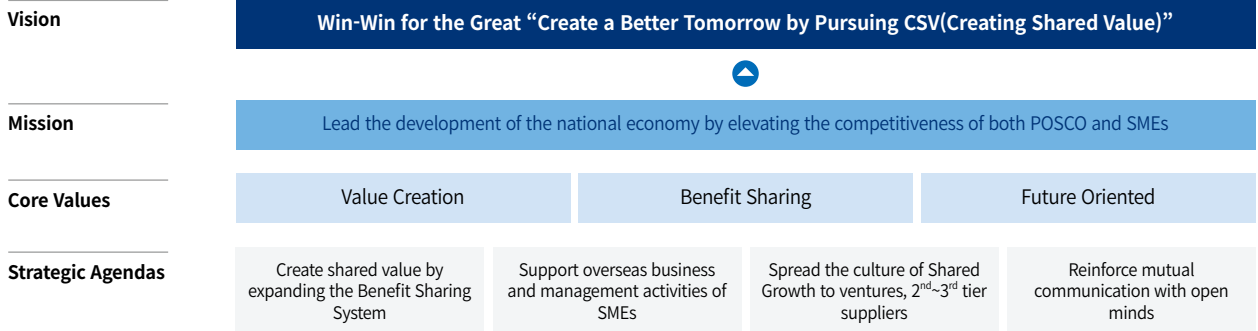 Vision
Win-Win for the Great “Create a Better Tomorrow by Pursuing CSV(Creating Shared Value)”
Mission
Lead the development of the national economy by elevating the competitiveness of both POSCO and SMEs
Core Values
Value Creation
Benefit Sharing
Future Oriented
Strategic Agendas
Create shared value by
expanding the Benefit Sharing
System
Support overseas business
and management activities of
SMEs
Spread the culture of Shared
Growth to ventures, 2nd~3rd tier
suppliers
Reinforce mutual
communication with open
minds